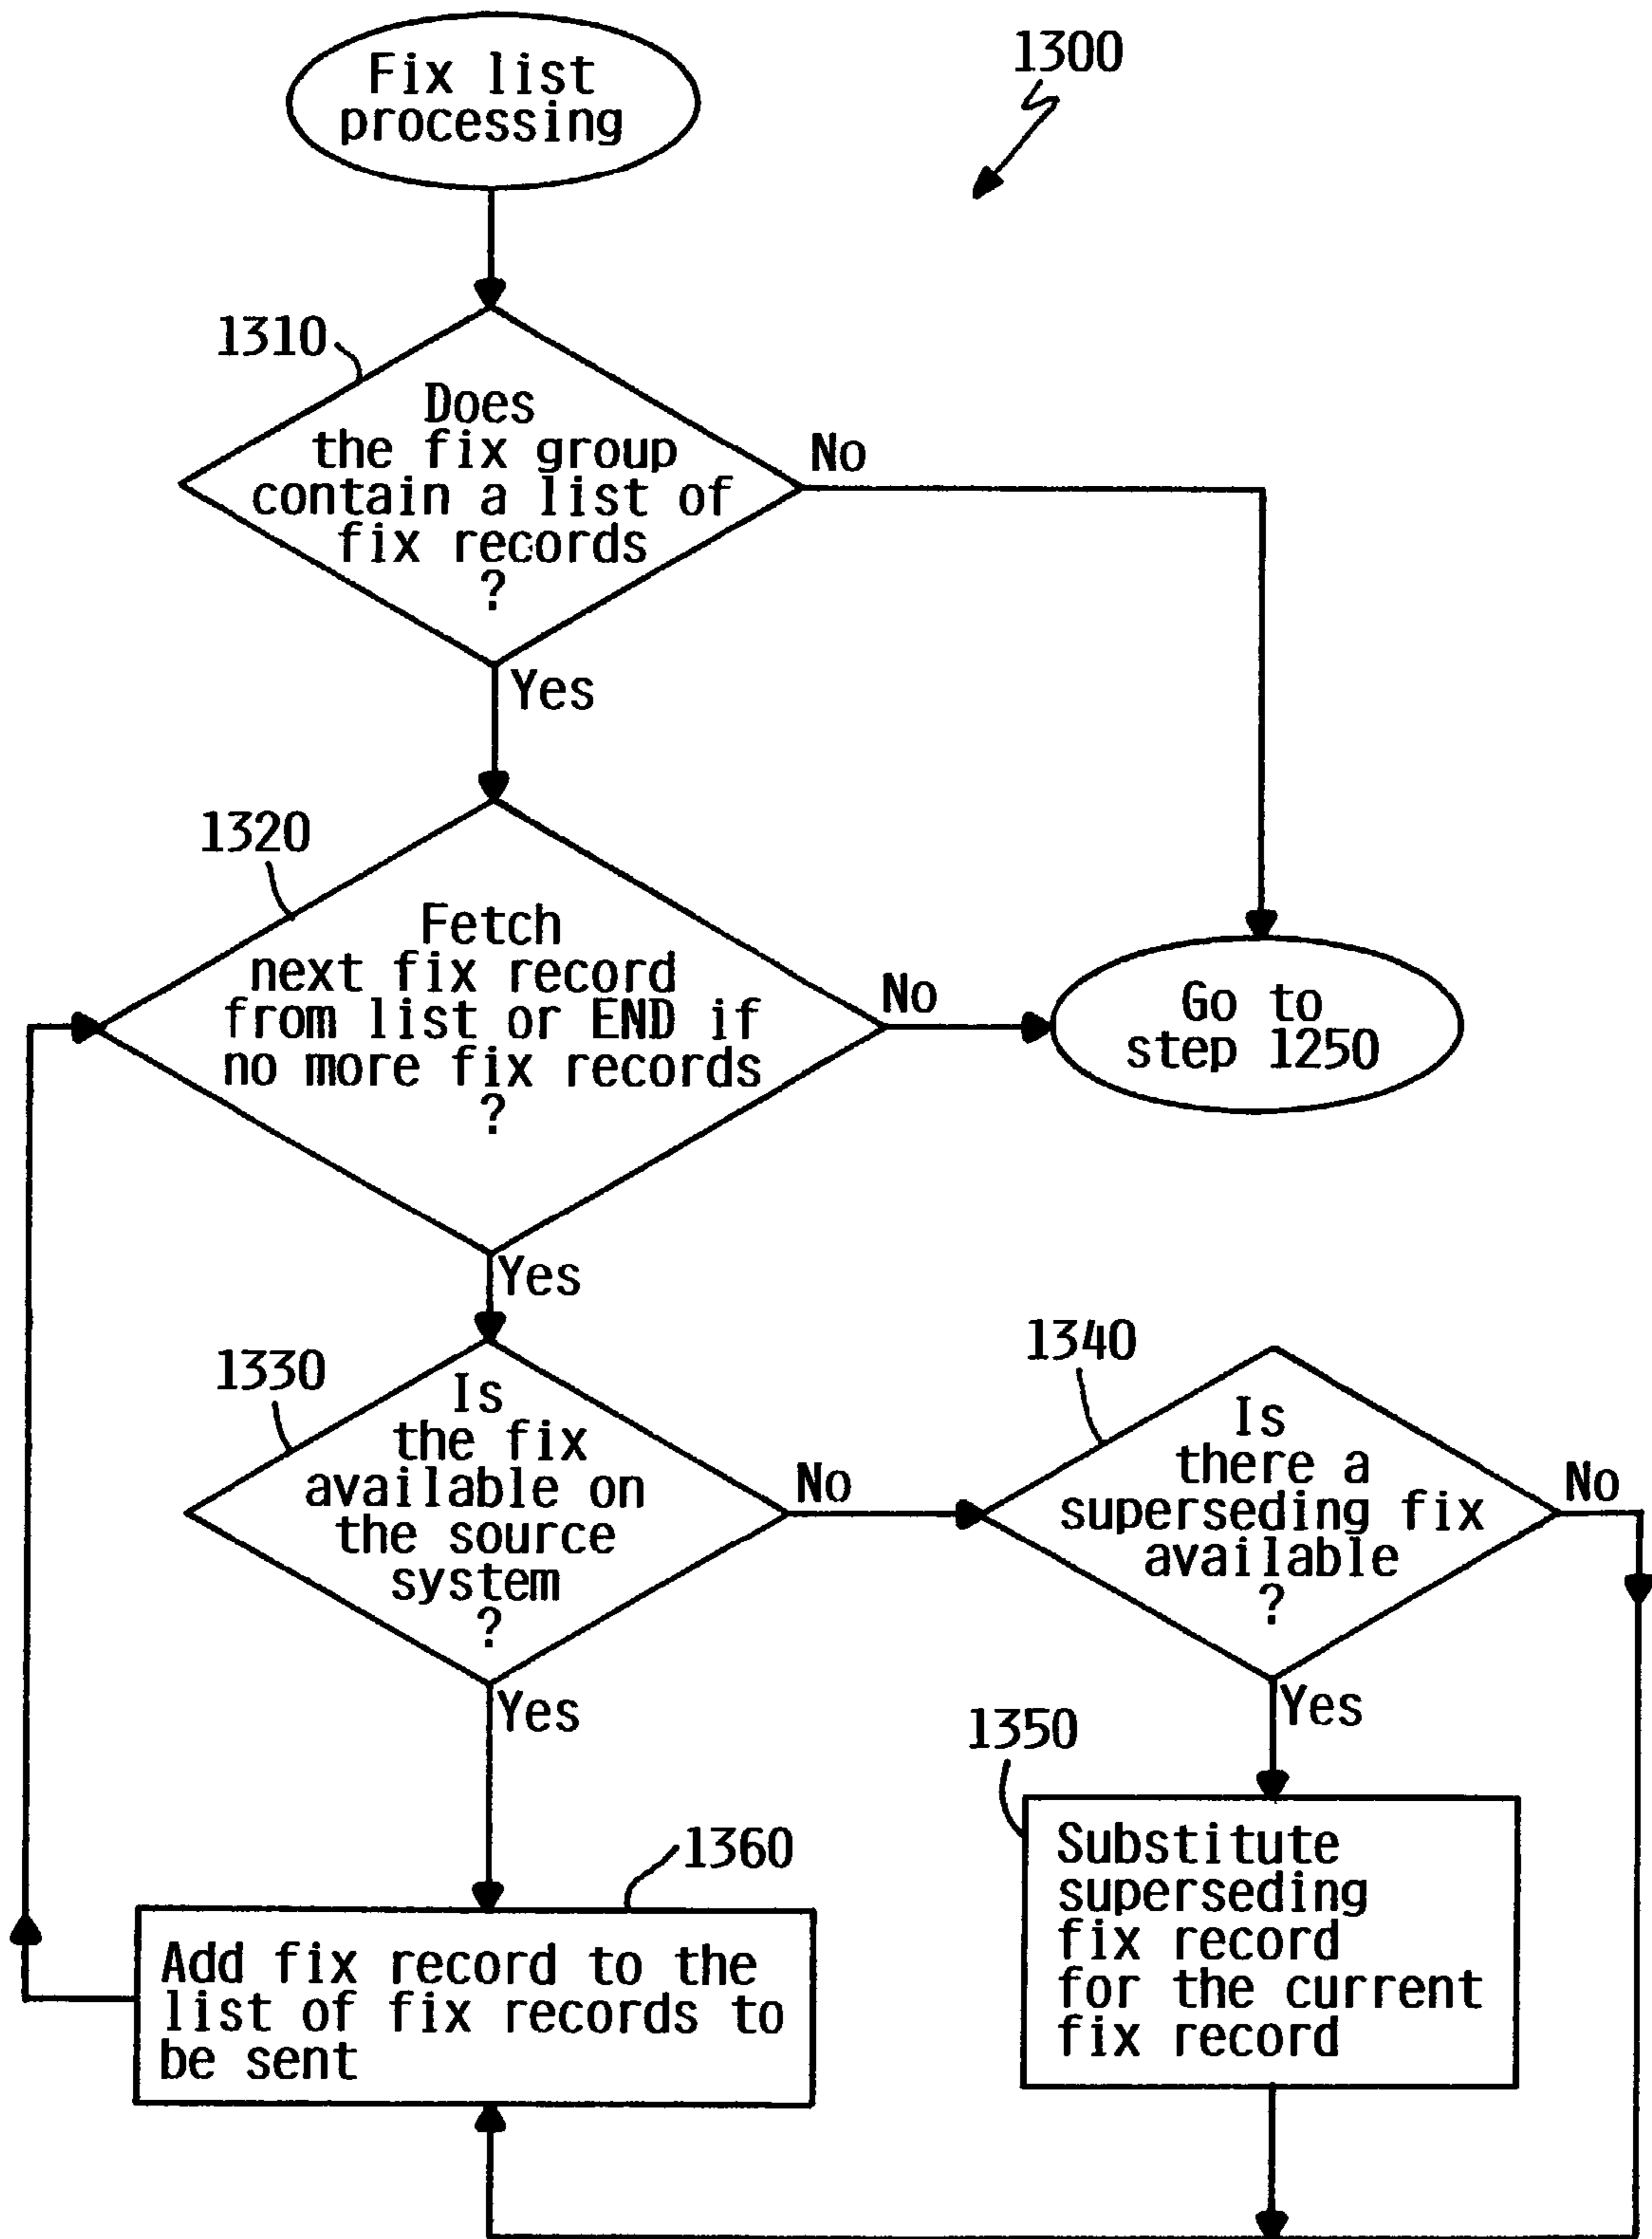 Fix list
processing
1300
1310
Does
the fix group
contain a list of
fix records
?
No
Yes
1320
Fetch
next fix record
from list or END if
no more fix records
?
No
Go to
step 1250
Yes
1330
Is
the fix
available on
the source
system
?
No
1340
Is
there a
superseding fix
available
?
No
Yes
Yes
1350
Substitute
superseding
fix record
for the current
fix record
1360
Add fix record to the
list of fix records to
be sent